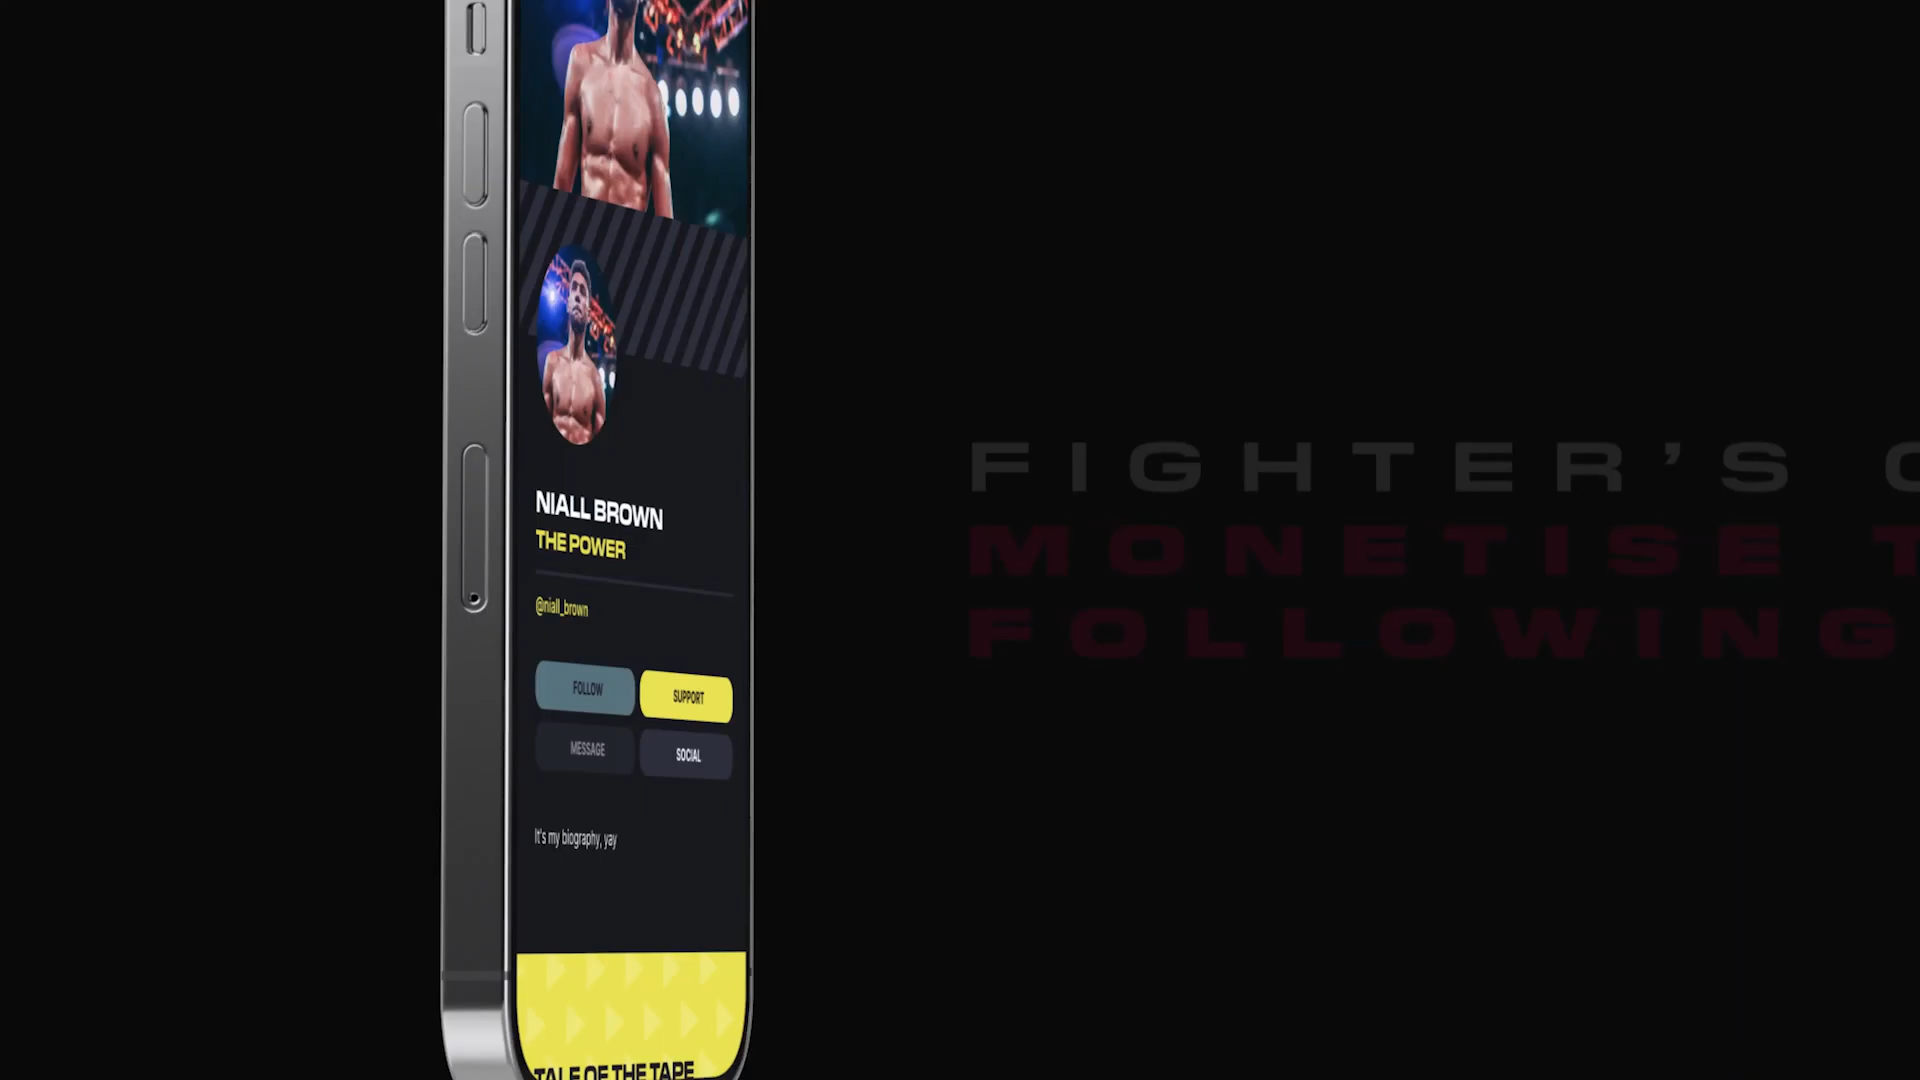 NIALL BROWN
THE POWER
@niall_brown
FOLLOW
SUPPORT
MESSAGE
SOCIAL
It's my biography, yay
TALE OF THE TAPE
FIGHTER'S
MONETISE
FOLLOWING